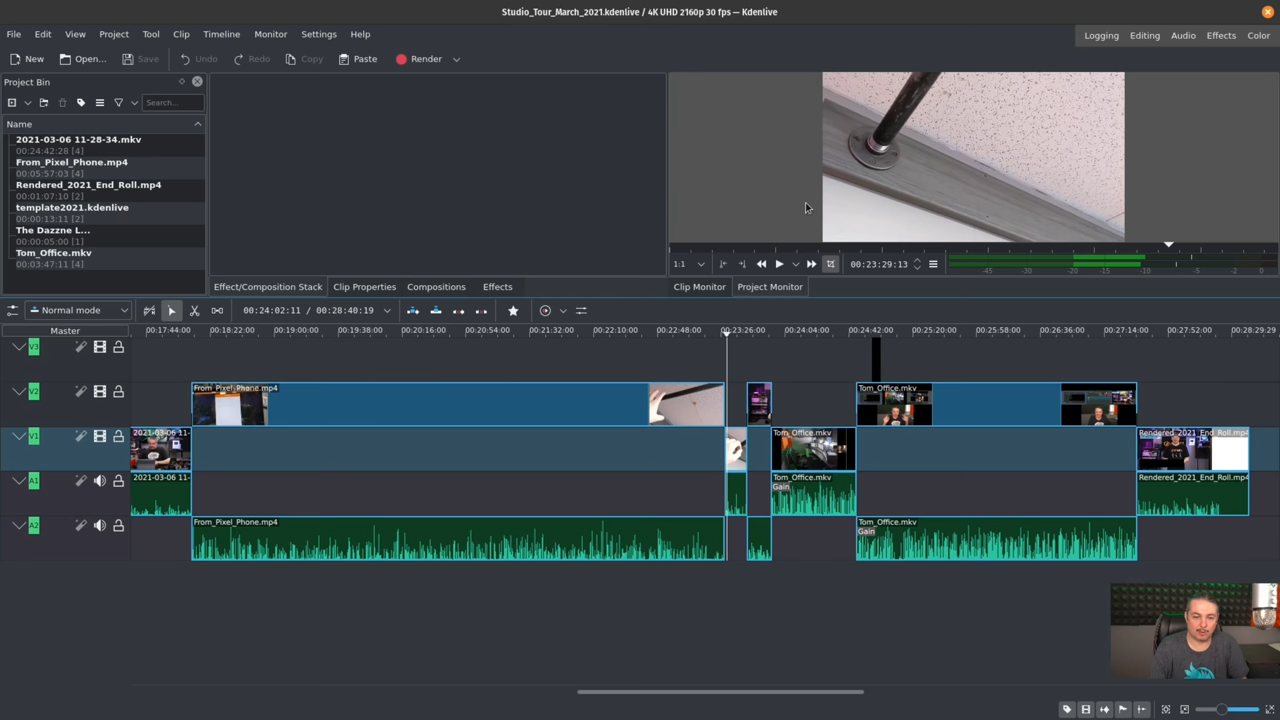 Studio_Tour_March_2021.kdenlive / 4K UHD 2160p 30 fps — Kdenlive
File Edit View Project Tool Clip Timeline Monitor Settings Help
Logging Editing Audio Effects Color
New Open... Save Undo Redo Copy Paste Render
Project Bin
Search...
Name
2021-03-06 11-28-34.mkv
00:24:42:28 [4]
From_Pixel_Phone.mp4
00:05:57:03 [4]
Rendered_2021_End_Roll.mp4
00:01:07:10 [2]
template2021.kdenlive
00:00:13:11 [2]
The Dazzne L...
00:00:05:00 [1]
Tom_Office.mkv
00:03:47:11 [4]
1:1 00:23:29:13 -45 -30 -20 -15 -10 -5 -2 0
Effect/Composition Stack Clip Properties Compositions Effects Clip Monitor Project Monitor
Normal mode 00:24:02:11 / 00:28:40:19
Master 00:17:44:00 00:18:22:00 00:19:00:00 00:19:38:00 00:20:16:00 00:20:54:00 00:21:32:00 00:22:10:00 00:22:48:00 00:23:26:00 00:24:04:00 00:24:42:00 00:25:20:00 00:25:58:00 00:26:36:00 00:27:14:00 00:27:52:00 00:28:29:29
V3
V2 From_Pixel_Phone.mp4 Tom_Office.mkv
V1 2021-03-06 11- Tom_Office.mkv Rendered_2021_End_Roll.mp4
A1 2021-03-06 11- Tom_Office.mkv Rendered_2021_End_Roll.mp4
Gain
A2 From_Pixel_Phone.mp4 Tom_Office.mkv
Gain